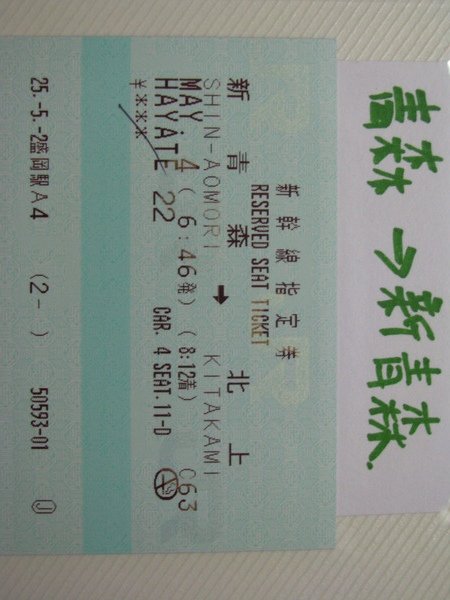 新幹線指定券
RESERVED SEAT TICKET
新青森 ➡ 北上
SHIN-AOMORI KITAKAMI
MAY. 4 (6:46発) (8:12着) C63
HAYATE 22 CAR. 4 SEAT. 11-D
¥***
25.-5.-2盛岡駅A4 (2- ) 50593-01 Ⓙ
青森 → 新青森